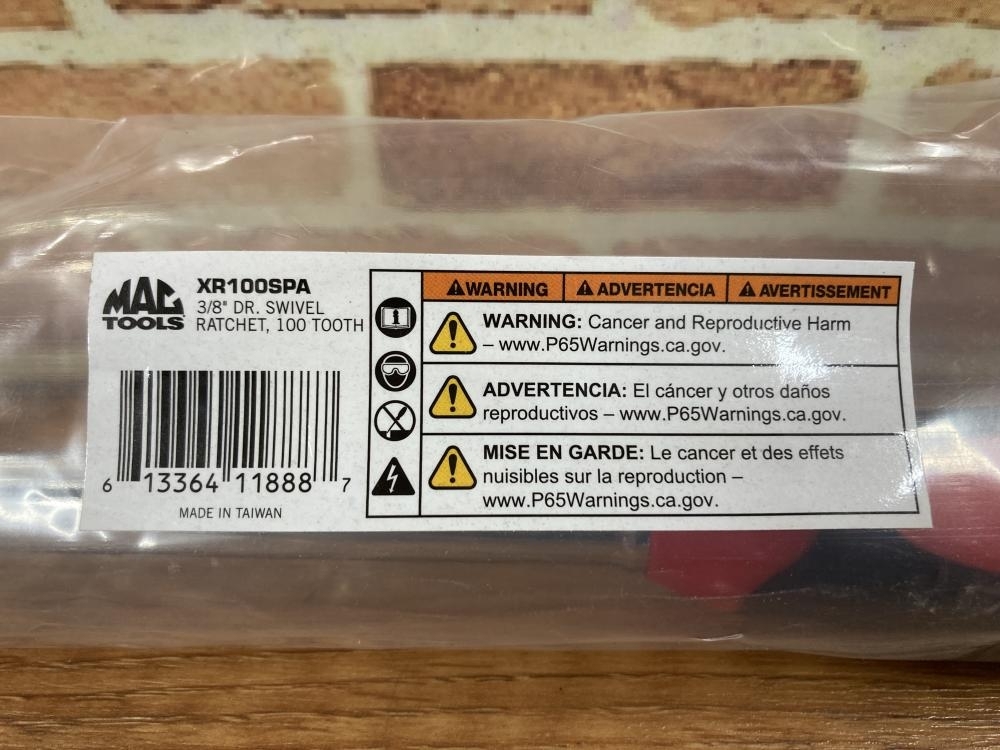 MAC TOOLS
XR100SPA
3/8" DR. SWIVEL
RATCHET, 100 TOOTH
6 13364 11888 7
MADE IN TAIWAN
WARNING
ADVERTENCIA
AVERTISSEMENT
WARNING: Cancer and Reproductive Harm
– www.P65Warnings.ca.gov.
ADVERTENCIA: El cáncer y otros daños
reproductivos – www.P65Warnings.ca.gov.
MISE EN GARDE: Le cancer et des effets
nuisibles sur la reproduction –
www.P65Warnings.ca.gov.